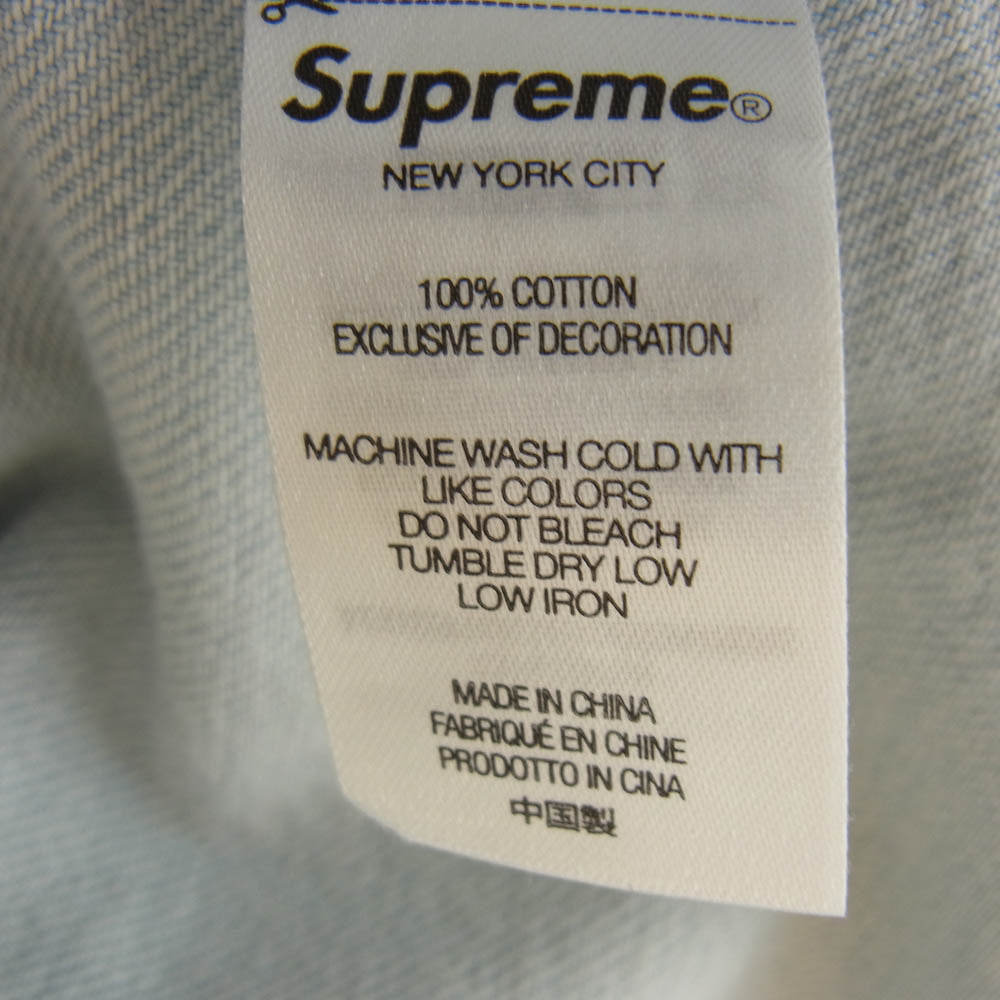 Supreme®
NEW YORK CITY
100% COTTON
EXCLUSIVE OF DECORATION
MACHINE WASH COLD WITH
LIKE COLORS
DO NOT BLEACH
TUMBLE DRY LOW
LOW IRON
MADE IN CHINA
FABRIQUÉ EN CHINE
PRODOTTO IN CINA
中国製